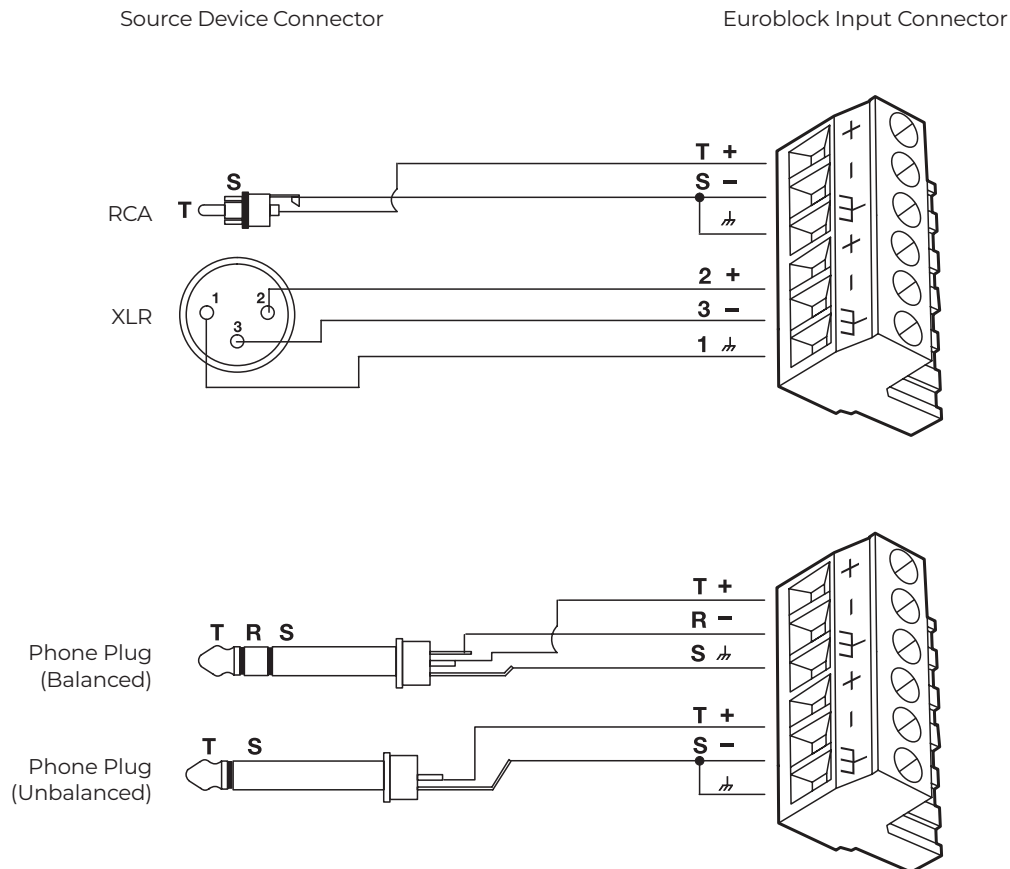 Source Device Connector
Euroblock Input Connector
T +
S
S −
T
RCA
+
−
+
−
2 +
1
2
3 −
XLR
3
1
+
−
+
−
T +
R −
T R S
S
Phone Plug
(Balanced)
T +
T S
S −
Phone Plug
(Unbalanced)